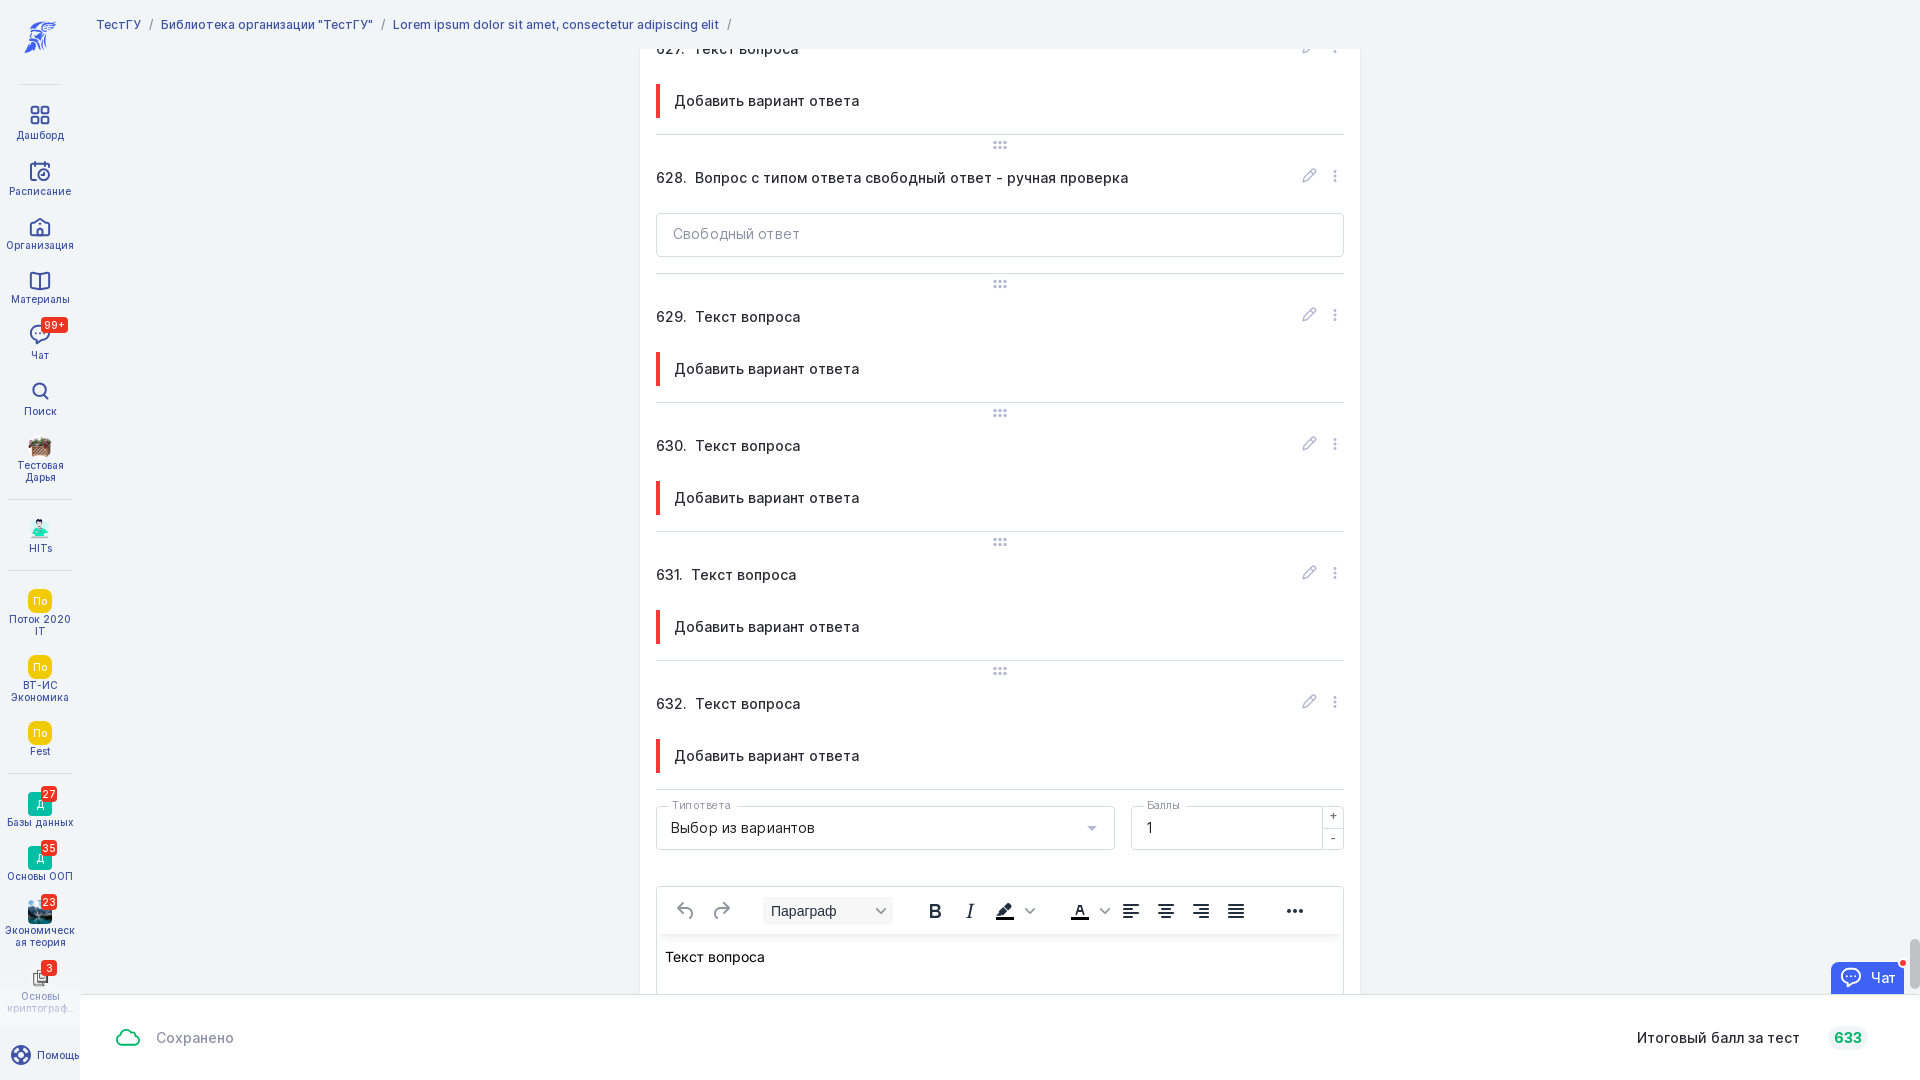 ТестГУ / Библиотека организации "ТестГУ" / Lorem ipsum dolor sit amet, consectetur adipiscing elit /
Дашборд
Расписание
Организация
Материалы
99+
Чат
Поиск
Тестовая
Дарья
HITs
По
Поток 2020
IT
По
ВТ-ИС
Экономика
По
Fest
27
Д
Базы данных
35
Д
Основы ООП
23
Экономическ
ая теория
3
Основы
криптограф...
Помощь
627. Текст вопроса
Добавить вариант ответа
628. Вопрос с типом ответа свободный ответ - ручная проверка
Свободный ответ
629. Текст вопроса
Добавить вариант ответа
630. Текст вопроса
Добавить вариант ответа
631. Текст вопроса
Добавить вариант ответа
632. Текст вопроса
Добавить вариант ответа
Тип ответа
Выбор из вариантов
Баллы
1
+
-
Параграф
Текст вопроса
Чат
Сохранено
Итоговый балл за тест 633